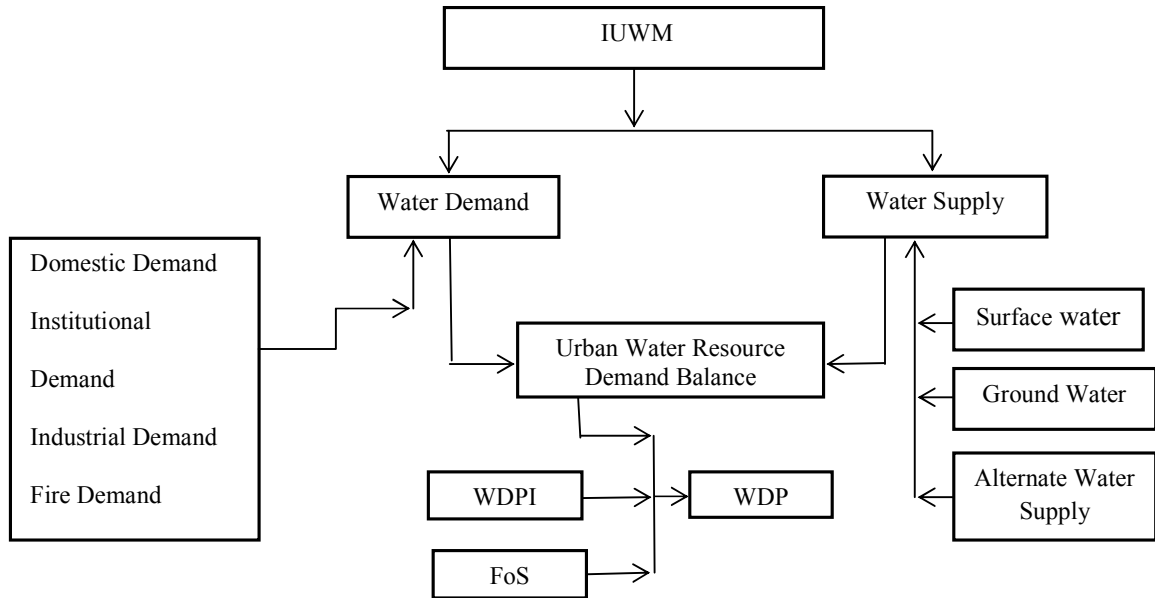 IUWM
Water Demand
Water Supply
Domestic Demand
Institutional
Demand
Industrial Demand
Fire Demand
Urban Water Resource
Demand Balance
Surface water
Ground Water
Alternate Water
Supply
WDPI
WDP
FoS